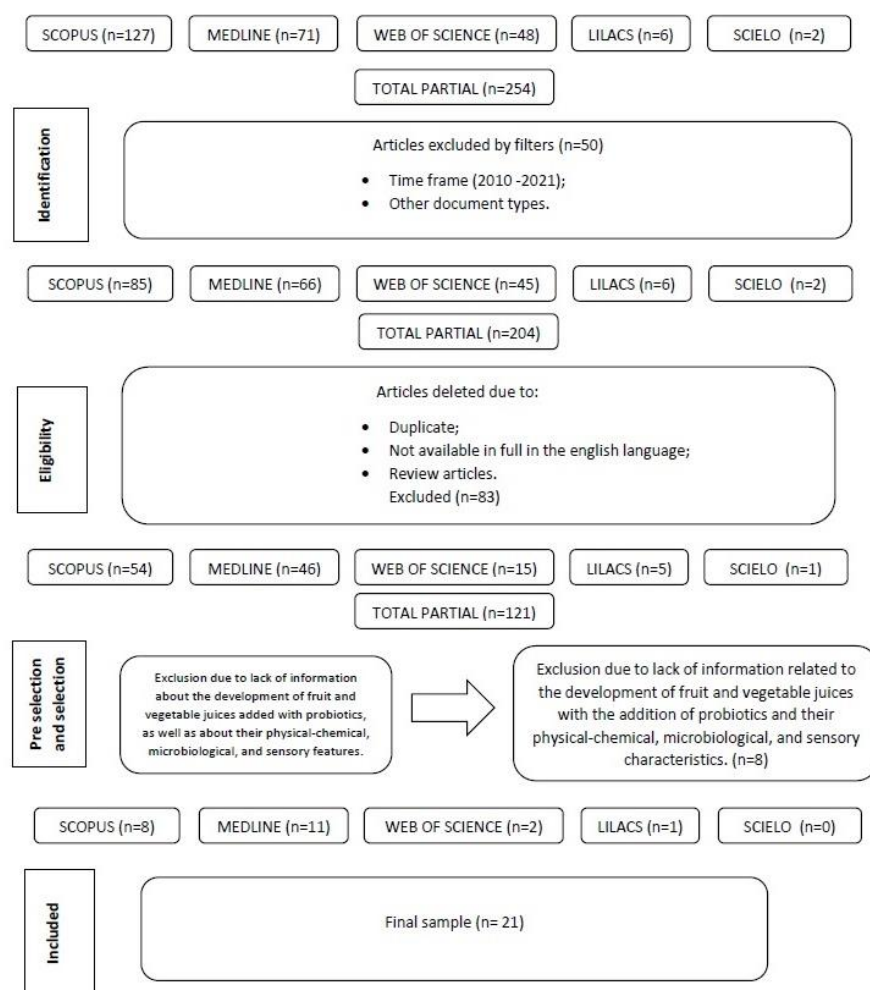 SCOPUS (n=127)
MEDLINE (n=71)
WEB OF SCIENCE (n=48)
LILACS (n=6)
SCIELO (n=2)
TOTAL PARTIAL (n=254)
Identification
Articles excluded by filters (n=50)
• Time frame (2010 -2021);
• Other document types.
SCOPUS (n=85)
MEDLINE (n=66)
WEB OF SCIENCE (n=45)
LILACS (n=6)
SCIELO (n=2)
TOTAL PARTIAL (n=204)
Eligibility
Articles deleted due to:
• Duplicate;
• Not available in full in the english language;
• Review articles.
Excluded (n=83)
SCOPUS (n=54)
MEDLINE (n=46)
WEB OF SCIENCE (n=15)
LILACS (n=5)
SCIELO (n=1)
TOTAL PARTIAL (n=121)
Pre selection
and selection
Exclusion due to lack of information
about the development of fruit and
vegetable juices added with probiotics,
as well as about their physical-chemical,
microbiological, and sensory features.
Exclusion due to lack of information related to
the development of fruit and vegetable juices
with the addition of probiotics and their
physical-chemical, microbiological, and sensory
characteristics. (n=8)
SCOPUS (n=8)
MEDLINE (n=11)
WEB OF SCIENCE (n=2)
LILACS (n=1)
SCIELO (n=0)
Included
Final sample (n= 21)